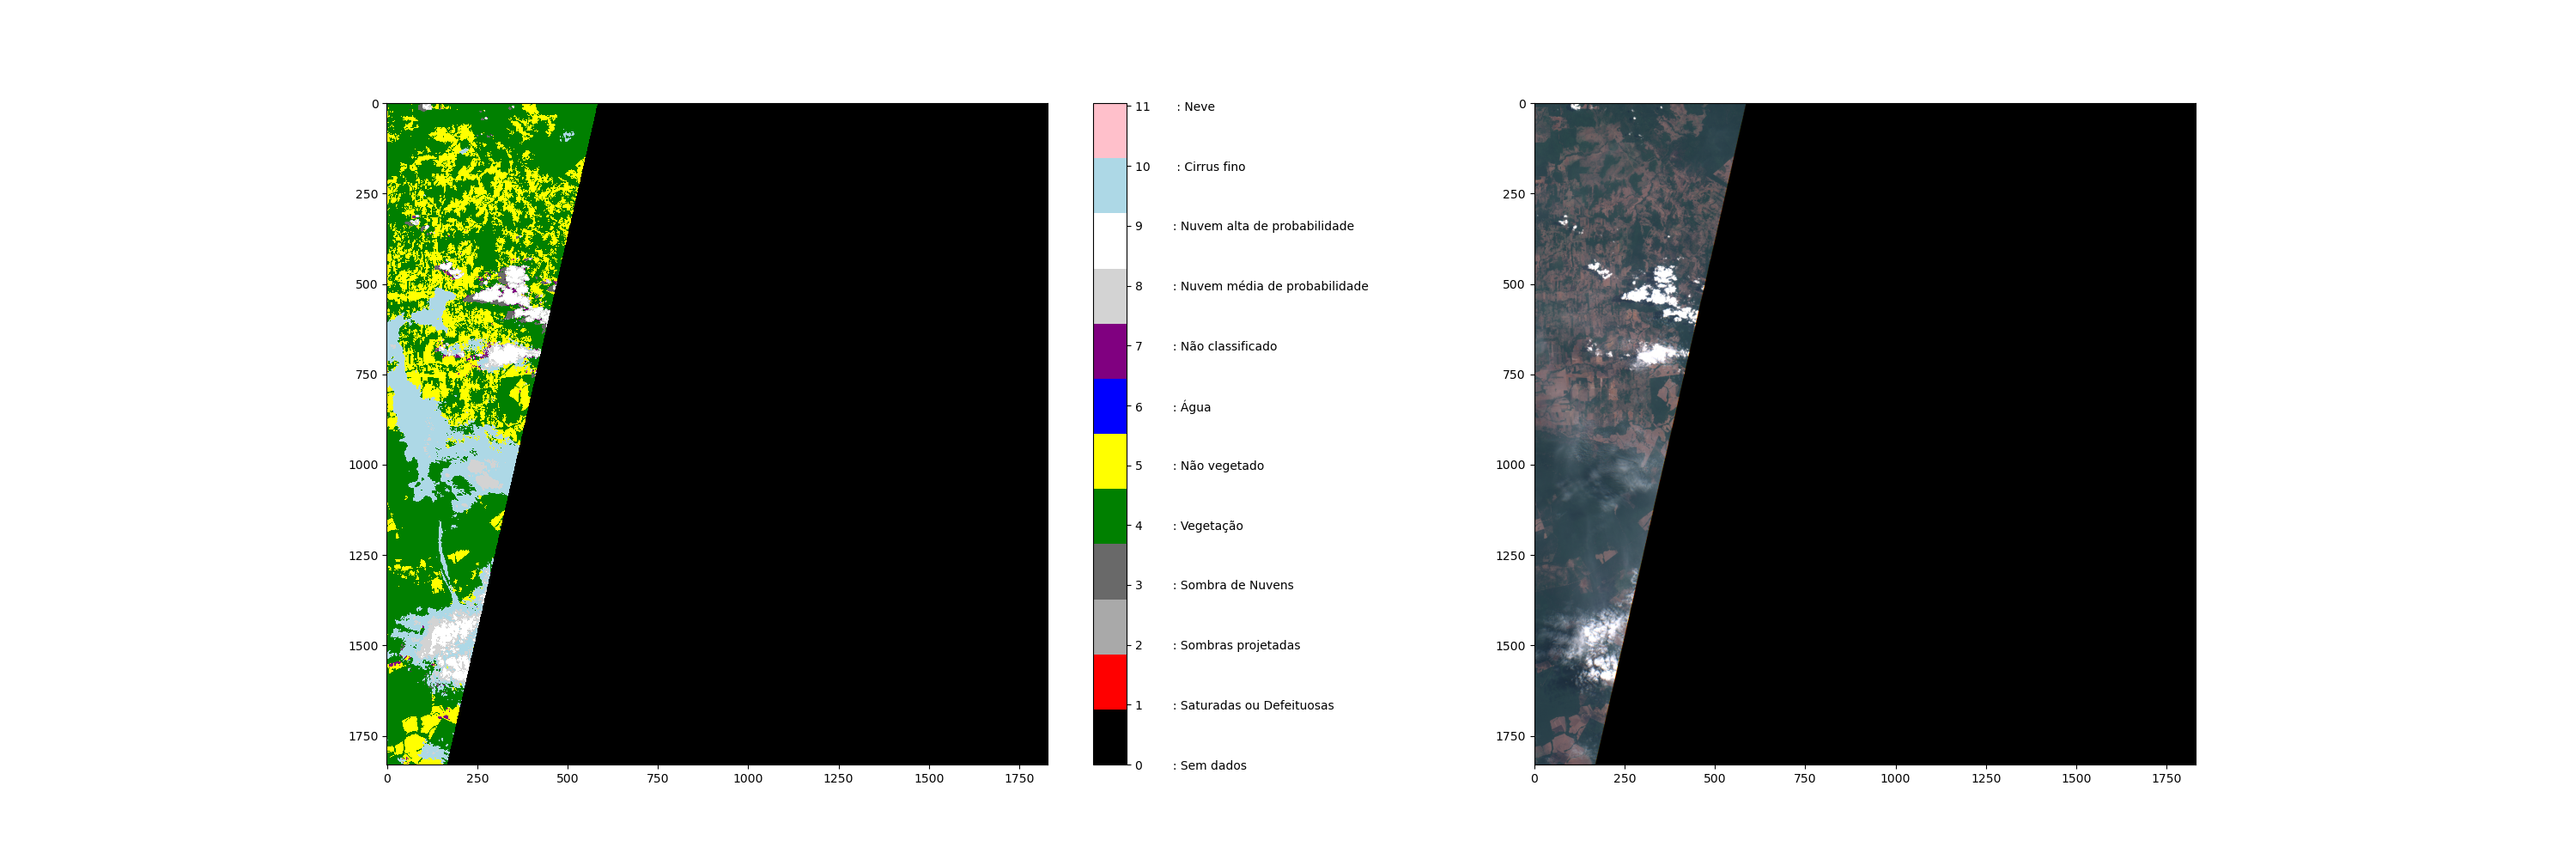 0
250
500
750
1000
1250
1500
1750
0 250 500 750 1000 1250 1500 1750
11 : Neve
10 : Cirrus fino
9 : Nuvem alta de probabilidade
8 : Nuvem média de probabilidade
7 : Não classificado
6 : Água
5 : Não vegetado
4 : Vegetação
3 : Sombra de Nuvens
2 : Sombras projetadas
1 : Saturadas ou Defeituosas
0 : Sem dados
0
250
500
750
1000
1250
1500
1750
0 250 500 750 1000 1250 1500 1750